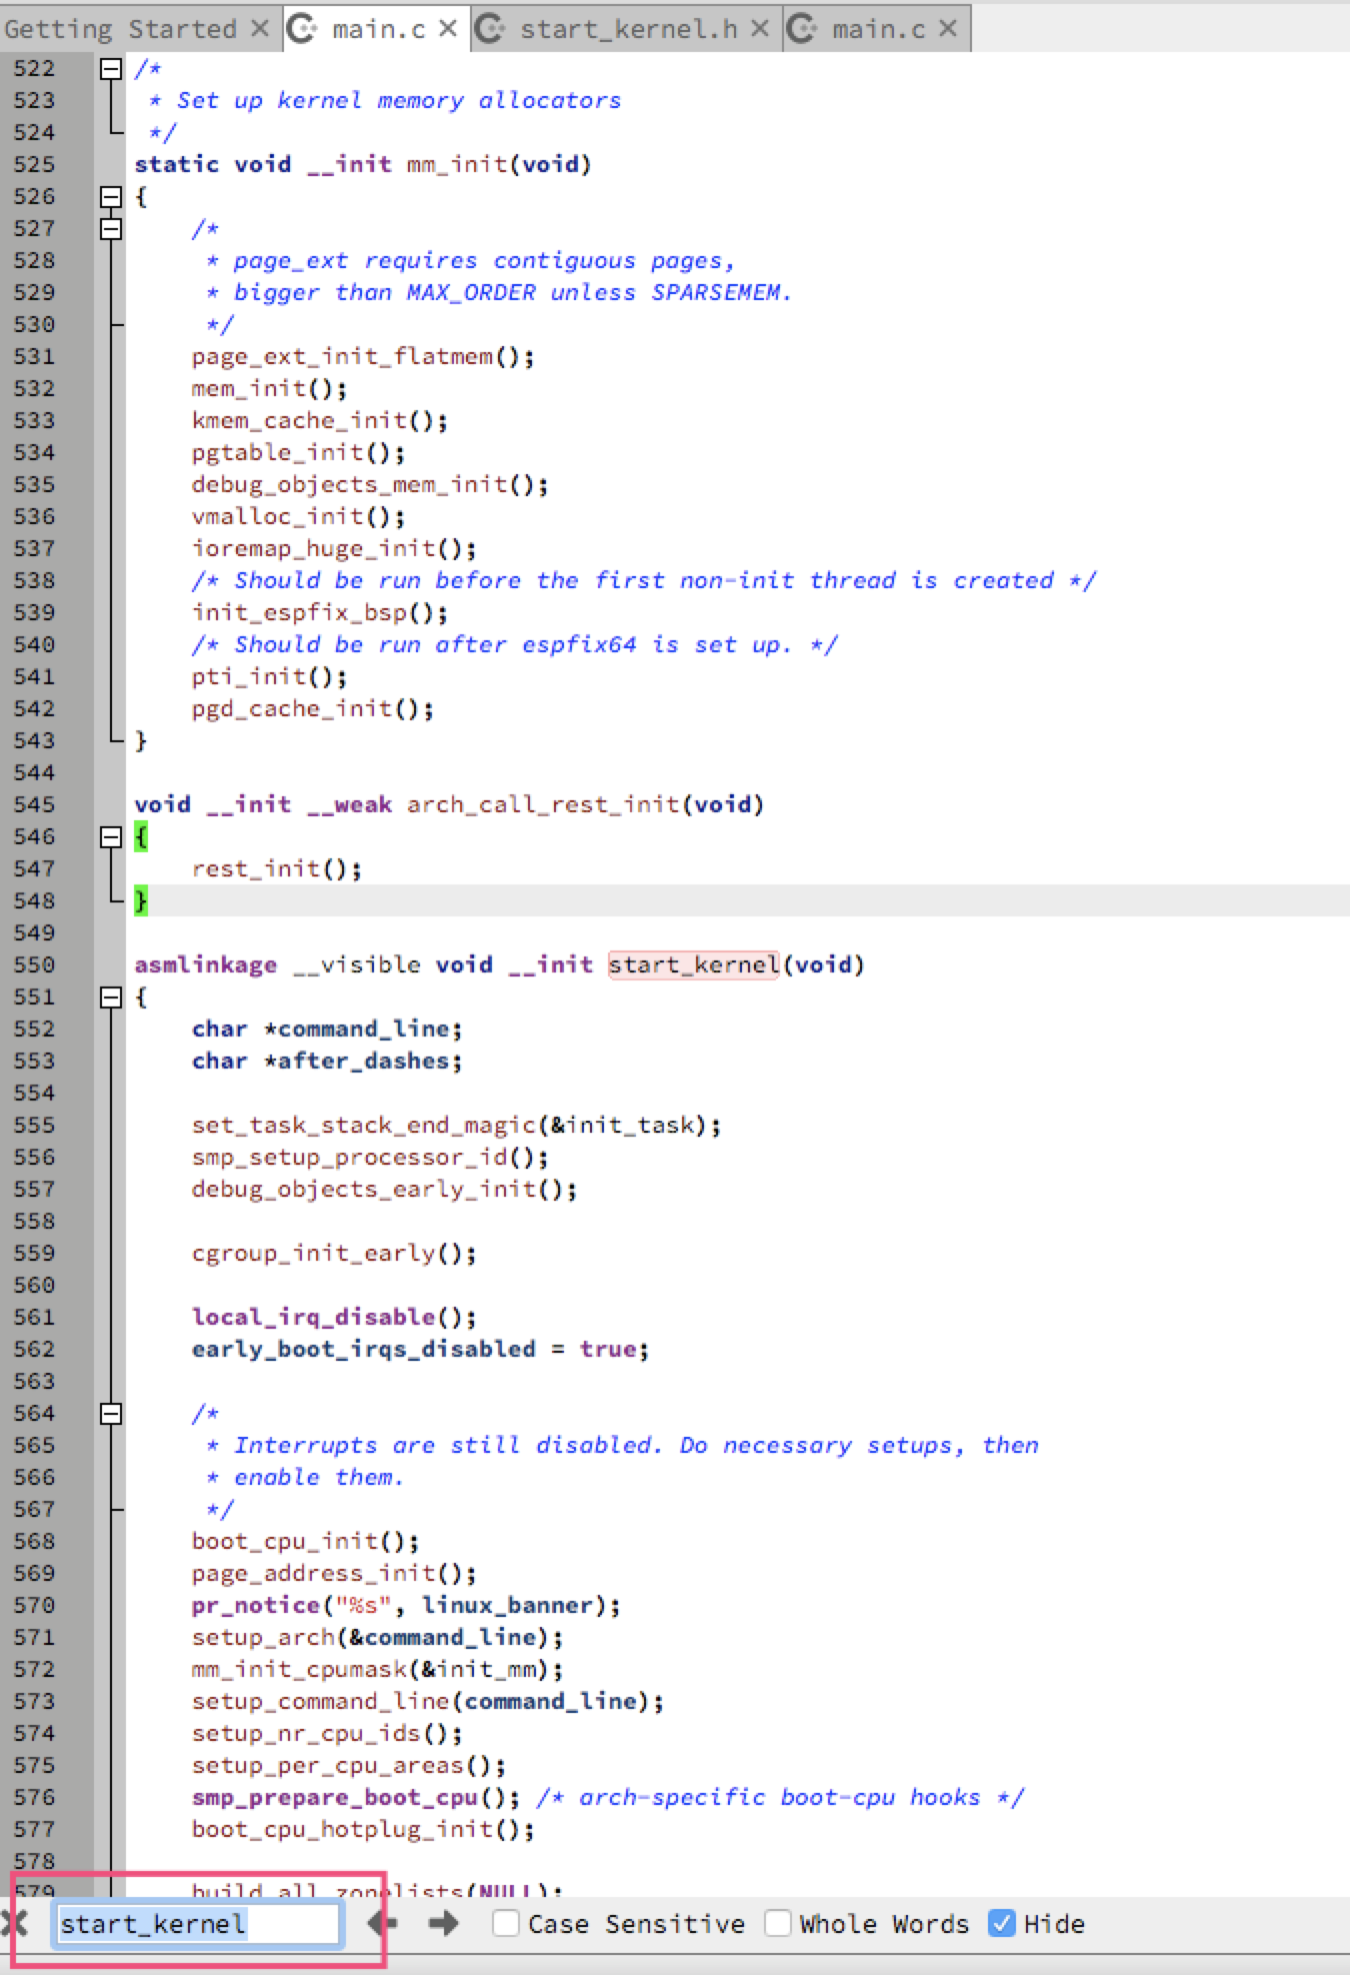 Getting Started × main.c × start_kernel.h × main.c ×
522 /*
523 * Set up kernel memory allocators
524 */
525 static void __init mm_init(void)
526 {
527 /*
528 * page_ext requires contiguous pages,
529 * bigger than MAX_ORDER unless SPARSEMEM.
530 */
531 page_ext_init_flatmem();
532 mem_init();
533 kmem_cache_init();
534 pgtable_init();
535 debug_objects_mem_init();
536 vmalloc_init();
537 ioremap_huge_init();
538 /* Should be run before the first non-init thread is created */
539 init_espfix_bsp();
540 /* Should be run after espfix64 is set up. */
541 pti_init();
542 pgd_cache_init();
543 }
544
545 void __init __weak arch_call_rest_init(void)
546 {
547 rest_init();
548 }
549
550 asmlinkage __visible void __init start_kernel(void)
551 {
552 char *command_line;
553 char *after_dashes;
554
555 set_task_stack_end_magic(&init_task);
556 smp_setup_processor_id();
557 debug_objects_early_init();
558
559 cgroup_init_early();
560
561 local_irq_disable();
562 early_boot_irqs_disabled = true;
563
564 /*
565 * Interrupts are still disabled. Do necessary setups, then
566 * enable them.
567 */
568 boot_cpu_init();
569 page_address_init();
570 pr_notice("%s", linux_banner);
571 setup_arch(&command_line);
572 mm_init_cpumask(&init_mm);
573 setup_command_line(command_line);
574 setup_nr_cpu_ids();
575 setup_per_cpu_areas();
576 smp_prepare_boot_cpu(); /* arch-specific boot-cpu hooks */
577 boot_cpu_hotplug_init();
578
579 build_all_zonelists(NULL);
start_kernel Case Sensitive Whole Words Hide